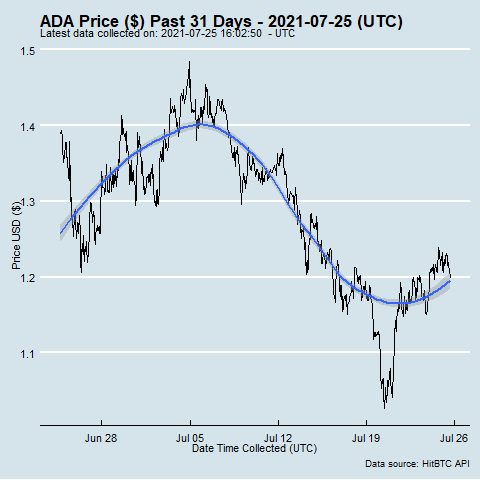 ADA Price ($) Past 31 Days - 2021-07-25 (UTC)
Latest data collected on: 2021-07-25 16:02:50 - UTC
1.5
1.4
1.3
1.2
1.1
Price USD ($)
Jun 28 Jul 05 Jul 12 Jul 19 Jul 26
Date Time Collected (UTC)
Data source: HitBTC API